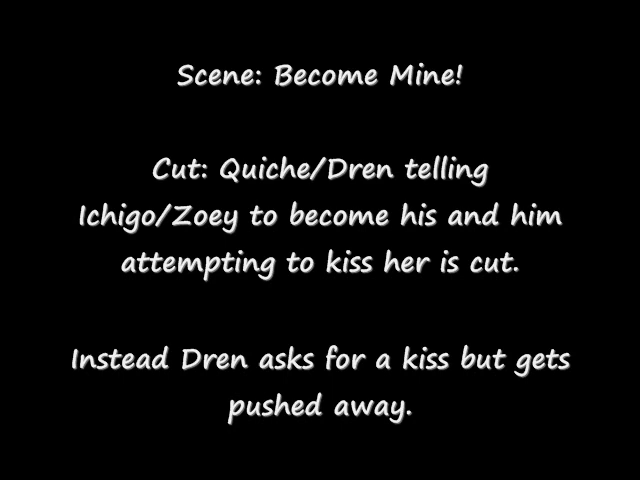 Scene: Become Mine!
Cut: Quiche/Dren telling
Ichigo/Zoey to become his and him
attempting to kiss her is cut.
Instead Dren asks for a kiss but gets
pushed away.